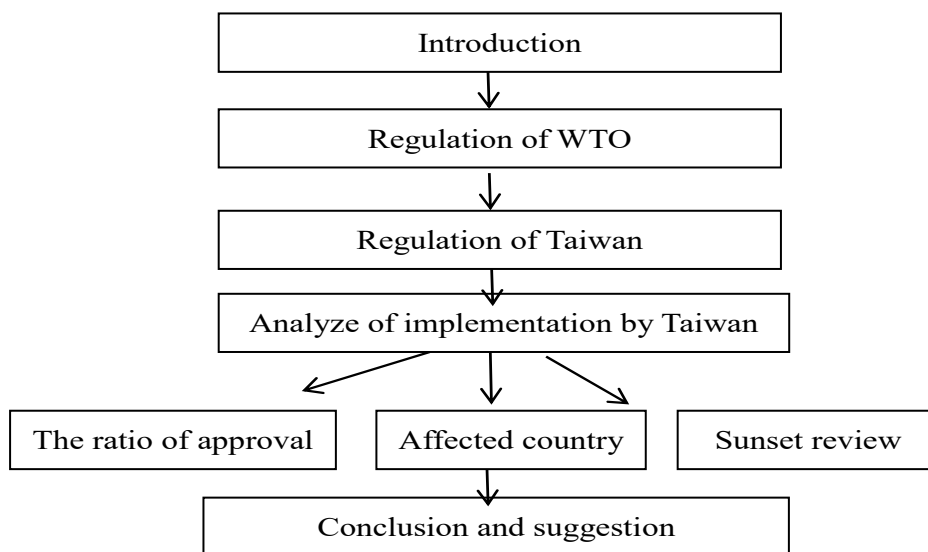 Introduction
Regulation of WTO
Regulation of Taiwan
Analyze of implementation by Taiwan
The ratio of approval
Affected country
Sunset review
Conclusion and suggestion